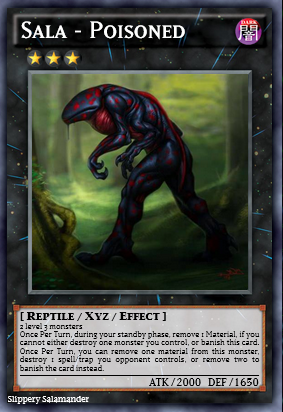 Sala - Poisoned
DARK
闇
[ Reptile / Xyz / Effect ]
2 level 3 monsters
Once Per Turn, during your standby phase, remove 1 Material, if you
cannot either destroy one monster you control, or banish this card.
Once Per Turn, you can remove one material from this monster,
destroy 1 spell/trap you opponent controls, or remove two to
banish the card instead.
ATK/2000 DEF/1650
Slippery Salamander